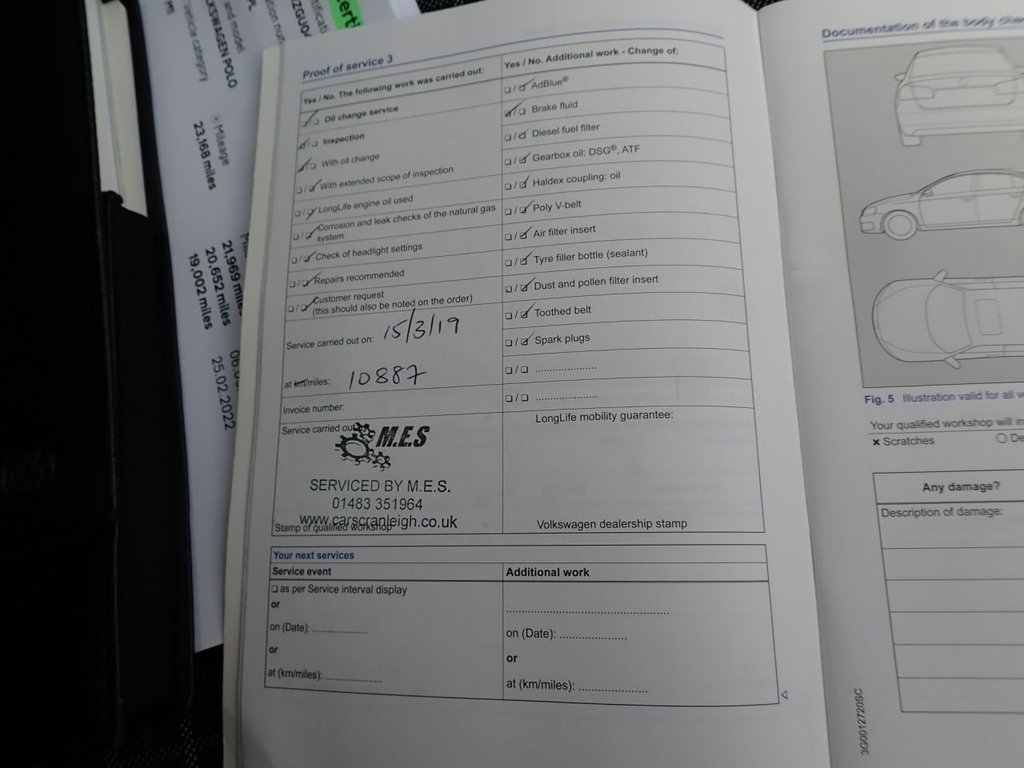 KSWAGEN POLO
and model
Vehicle category
Mileage
23,168 miles
21,969 miles
20,652 miles
19,002 miles
25.02.2022
Proof of service 3
Yes / No. The following work was carried out:
Oil change service
Inspection
With oil change
With extended scope of inspection
LongLife engine oil used
Corrosion and leak checks of the natural gas
system
Check of headlight settings
Repairs recommended
Customer request
(this should also be noted on the order)
Service carried out on: 15/3/19
at km/miles: 10887
Invoice number:
Service carried out
M.E.S
SERVICED BY M.E.S.
01483 351964
www.carscranleigh.co.uk
Stamp of qualified workshop
Yes / No. Additional work - Change of:
AdBlue®
Brake fluid
Diesel fuel filter
Gearbox oil: DSG®, ATF
Haldex coupling: oil
Poly V-belt
Air filter insert
Tyre filler bottle (sealant)
Dust and pollen filter insert
Toothed belt
Spark plugs
LongLife mobility guarantee:
Volkswagen dealership stamp
Your next services
Service event
as per Service interval display
or
on (Date): ....................
or
at (km/miles): ....................
Additional work
on (Date): ....................
or
at (km/miles): ....................
Documentation of the body
Fig. 5 Illustration valid for all
Your qualified workshop will
x Scratches
Any damage?
Description of damage:
3G0012720SC